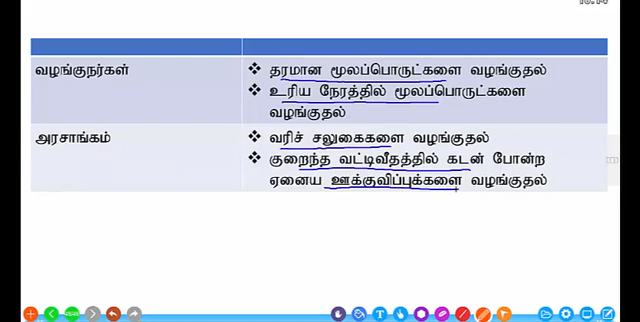 வழங்குநர்கள்
❖ தரமான மூலப்பொருட்களை வழங்குதல்
❖ உரிய நேரத்தில் மூலப்பொருட்களை
வழங்குதல்
அரசாங்கம்
❖ வரிச் சலுகைகளை வழங்குதல்
❖ குறைந்த வட்டிவீதத்தில் கடன் போன்ற
ஏனைய ஊக்குவிப்புக்களை வழங்குதல்